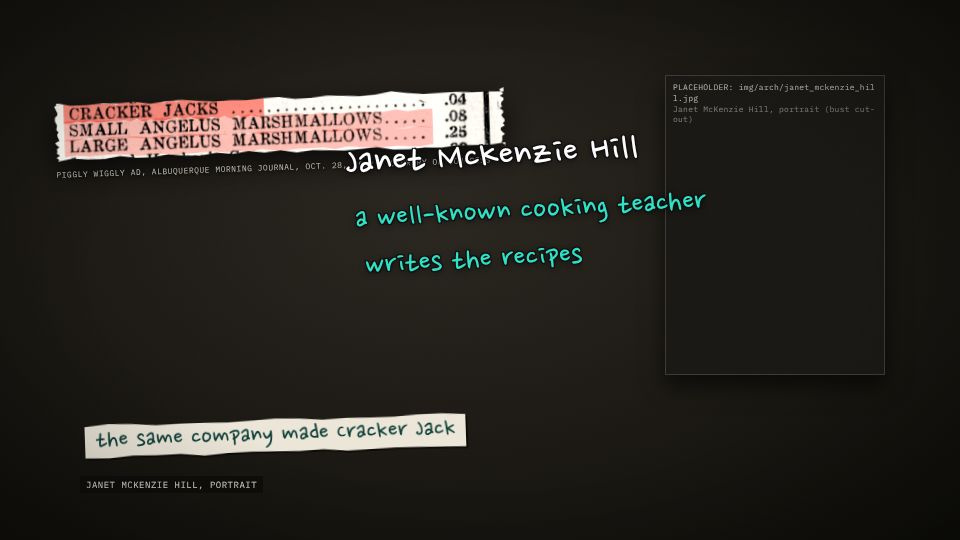 CRACKER JACKS .04
SMALL ANGELUS MARSHMALLOWS..... .08
LARGE ANGELUS MARSHMALLOWS..... .25
PIGGLY WIGGLY AD, ALBUQUERQUE MORNING JOURNAL, OCT. 28,
Janet McKenzie Hill
a well-known cooking teacher
writes the recipes
PLACEHOLDER: img/arch/janet_mckenzie_hil
l.jpg
Janet McKenzie Hill, portrait (bust cut-
out)
the same company made Cracker Jack
JANET MCKENZIE HILL, PORTRAIT